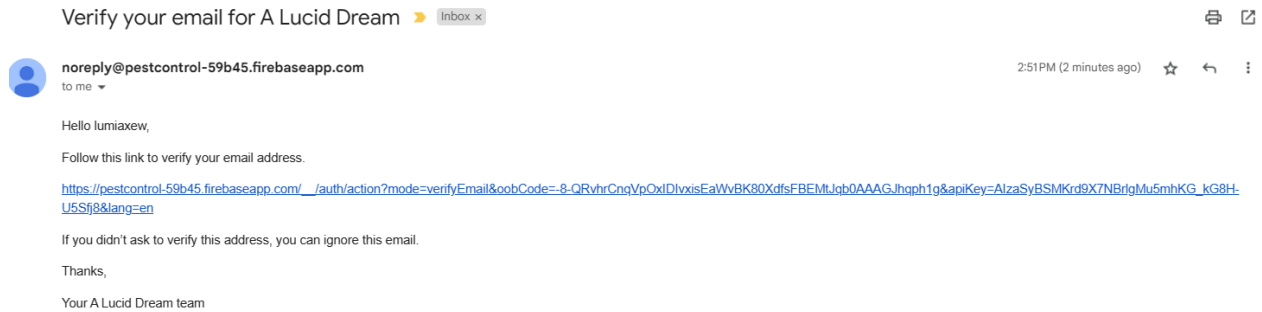 Verify your email for A Lucid Dream Inbox ×
noreply@pestcontrol-59b45.firebaseapp.com 2:51 PM (2 minutes ago)
to me
Hello lumiaxew,
Follow this link to verify your email address.
https://pestcontrol-59b45.firebaseapp.com/__/auth/action?mode=verifyEmail&oobCode=-8-QRvhrCnqVpOxIDIvxisEaWvBK80XdfsFBEMtJqb0AAAGJhqph1g&apiKey=AIzaSyBSMKrd9X7NBrlgMu5mhKG_kG8H-
U5Sfj8&lang=en
If you didn't ask to verify this address, you can ignore this email.
Thanks,
Your A Lucid Dream team